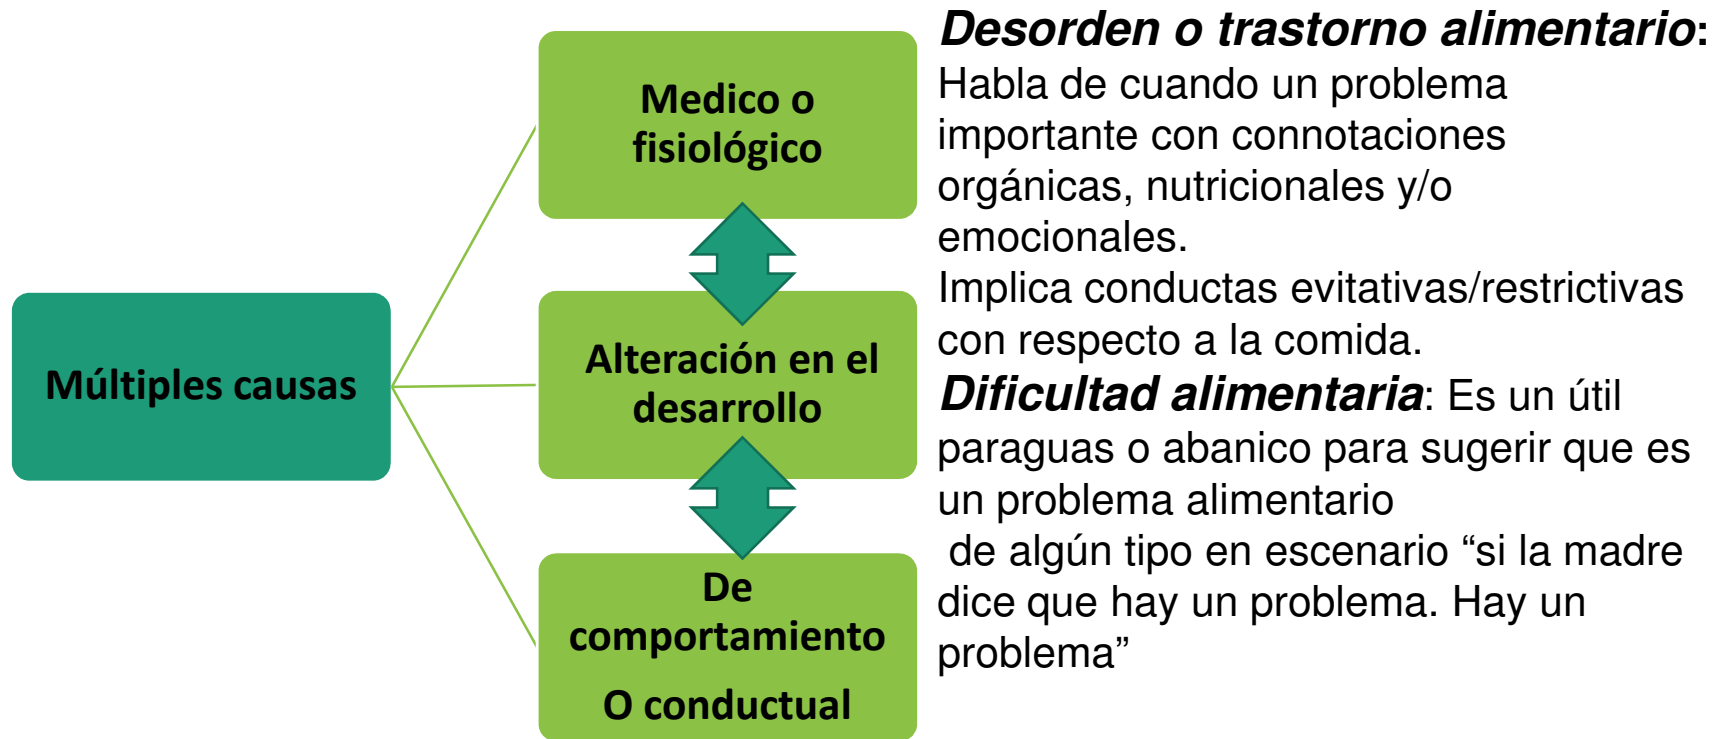 Múltiples causas
Medico o
fisiológico
Alteración en el
desarrollo
De
comportamiento
O conductual
Desorden o trastorno alimentario:
Habla de cuando un problema
importante con connotaciones
orgánicas, nutricionales y/o
emocionales.
Implica conductas evitativas/restrictivas
con respecto a la comida.
Dificultad alimentaria: Es un útil
paraguas o abanico para sugerir que es
un problema alimentario
de algún tipo en escenario “si la madre
dice que hay un problema. Hay un
problema”